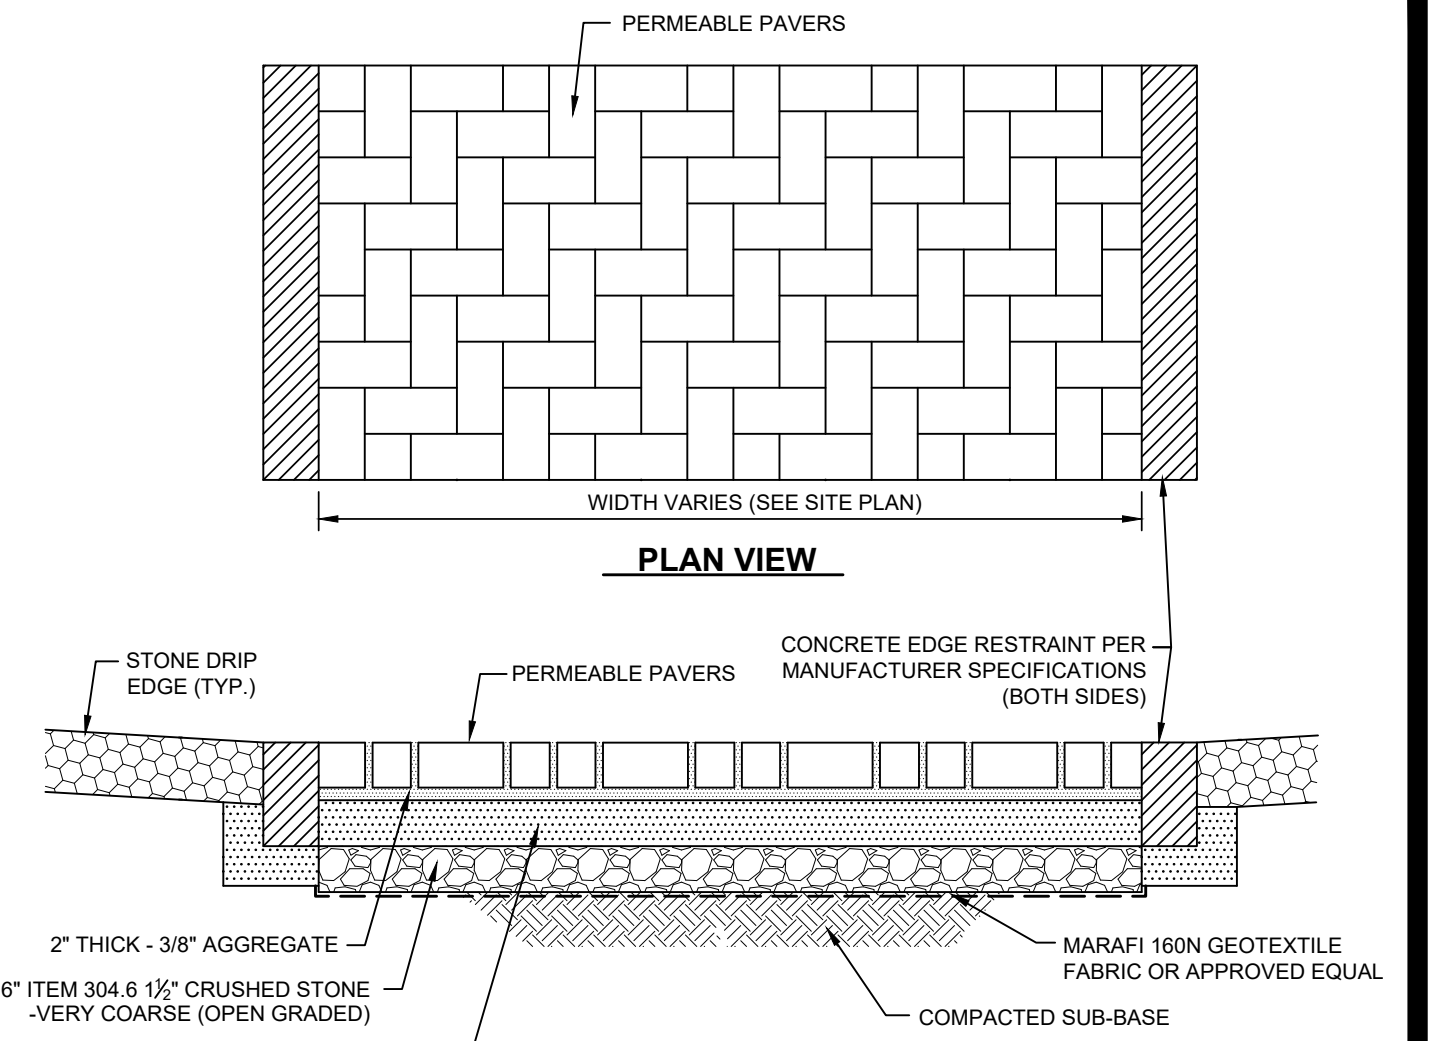 PERMEABLE PAVERS
WIDTH VARIES (SEE SITE PLAN)
PLAN VIEW
STONE DRIP
EDGE (TYP.)
PERMEABLE PAVERS
CONCRETE EDGE RESTRAINT PER
MANUFACTURER SPECIFICATIONS
(BOTH SIDES)
2" THICK - 3/8" AGGREGATE
6" ITEM 304.6 1½" CRUSHED STONE
-VERY COARSE (OPEN GRADED)
MARAFI 160N GEOTEXTILE
FABRIC OR APPROVED EQUAL
COMPACTED SUB-BASE